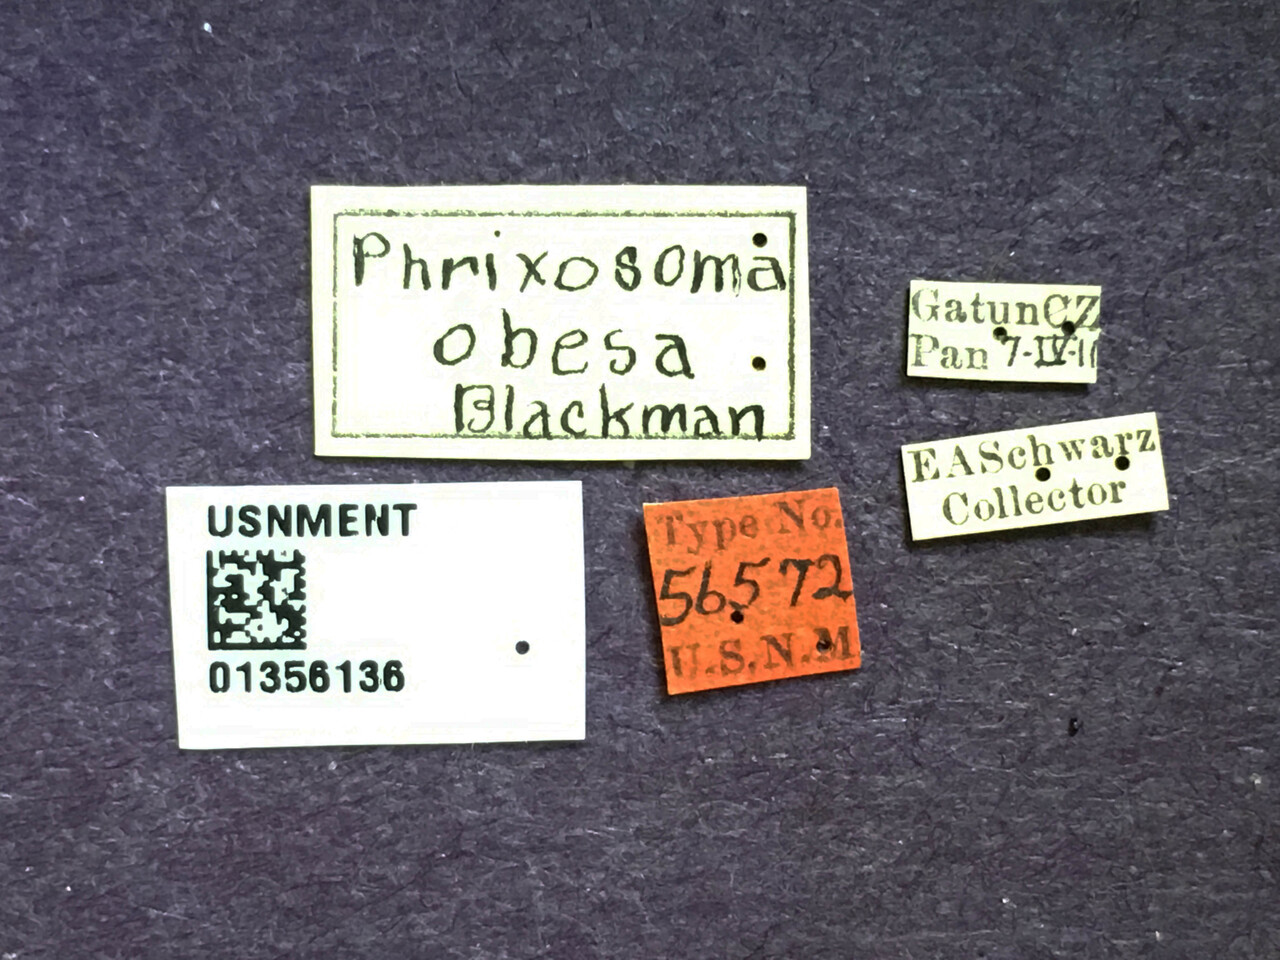 Phrixosoma
obesa
Blackman
GatunCZ
Pan 7-IV-11
EASchwarz
Collector
USNMENT
01356136
Type No.
56572
U.S.N.M